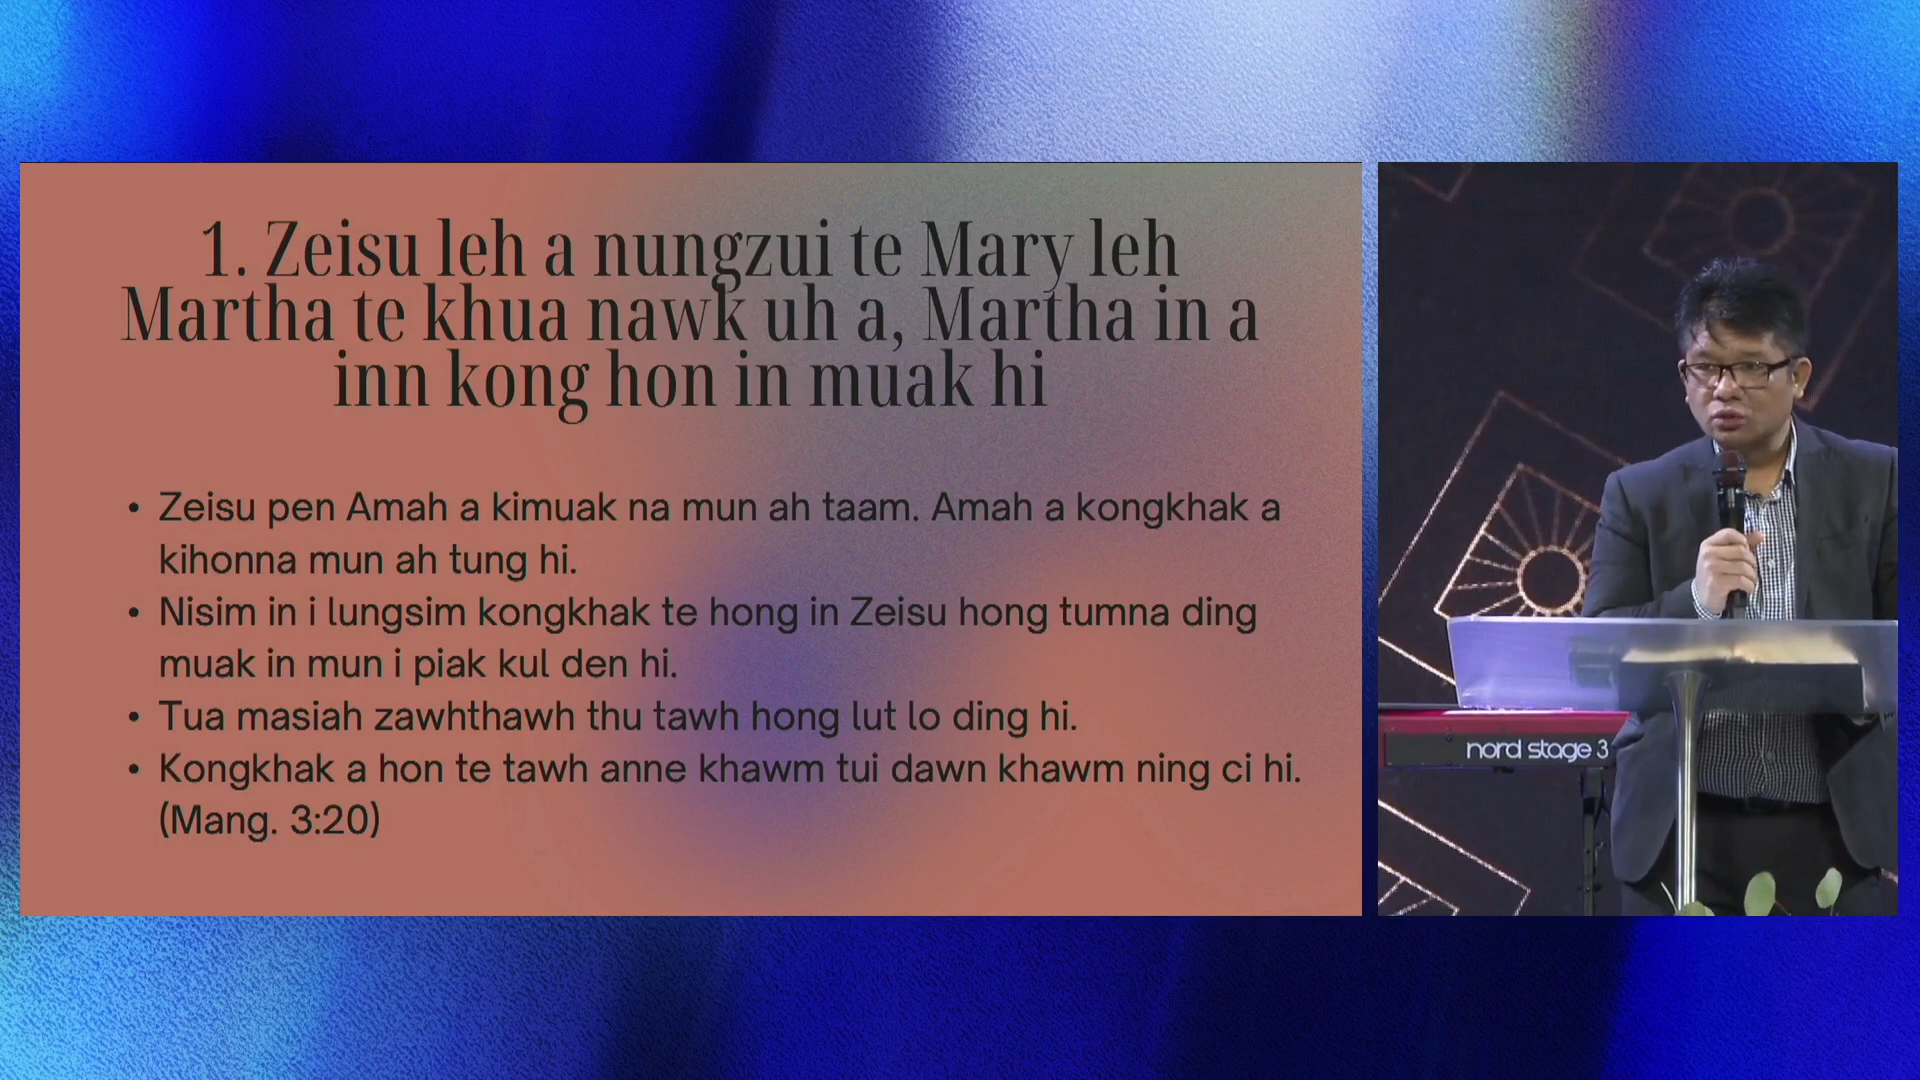 1. Zeisu leh a nungzui te Mary leh
Martha te khua nawk uh a, Martha in a
inn kong hon in muak hi
• Zeisu pen Amah a kimuak na mun ah taam. Amah a kongkhak a
kihonna mun ah tung hi.
• Nisim in i lungsim kongkhak te hong in Zeisu hong tumna ding
muak in mun i piak kul den hi.
• Tua masiah zawhthawh thu tawh hong lut lo ding hi.
• Kongkhak a hon te tawh anne khawm tui dawn khawm ning ci hi.
(Mang. 3:20)
nord stage 3